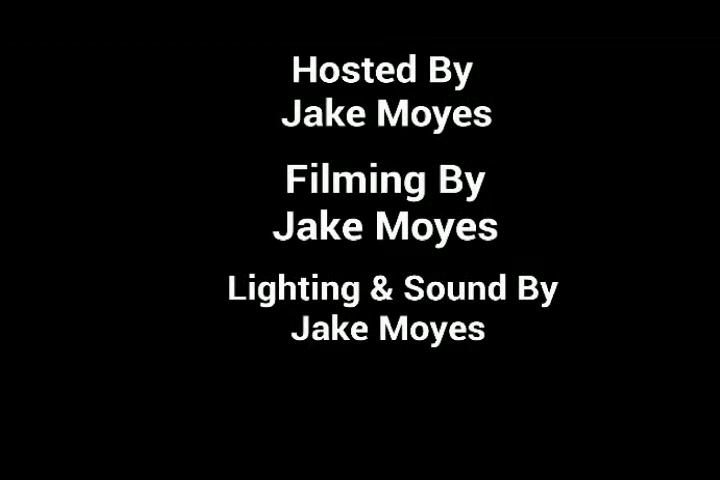 Hosted By
Jake Moyes
Filming By
Jake Moyes
Lighting & Sound By
Jake Moyes